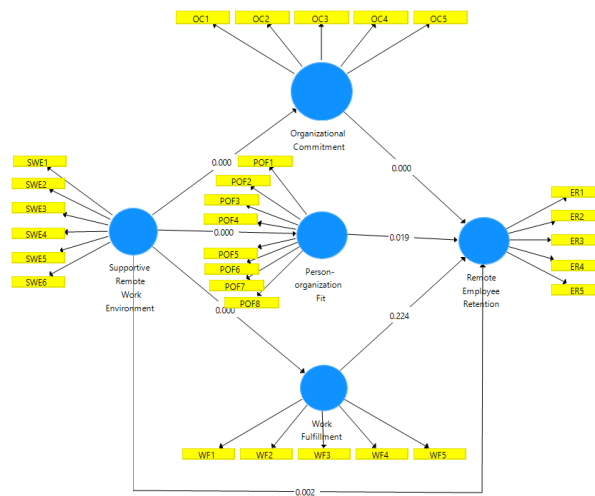 OC1 OC2 OC3 OC4 OC5
Organizational
Commitment
0.000
0.000
SWE1
SWE2
SWE3
SWE4
SWE5
SWE6
Supportive
Remote
Work
Environment
0.000
POF1
POF2
POF3
POF4
POF5
POF6
POF7
POF8
Person-
organization
Fit
0.019
ER1
ER2
ER3
ER4
ER5
Remote
Employee
Retention
0.000
0.224
Work
Fulfillment
WF1 WF2 WF3 WF4 WF5
0.002